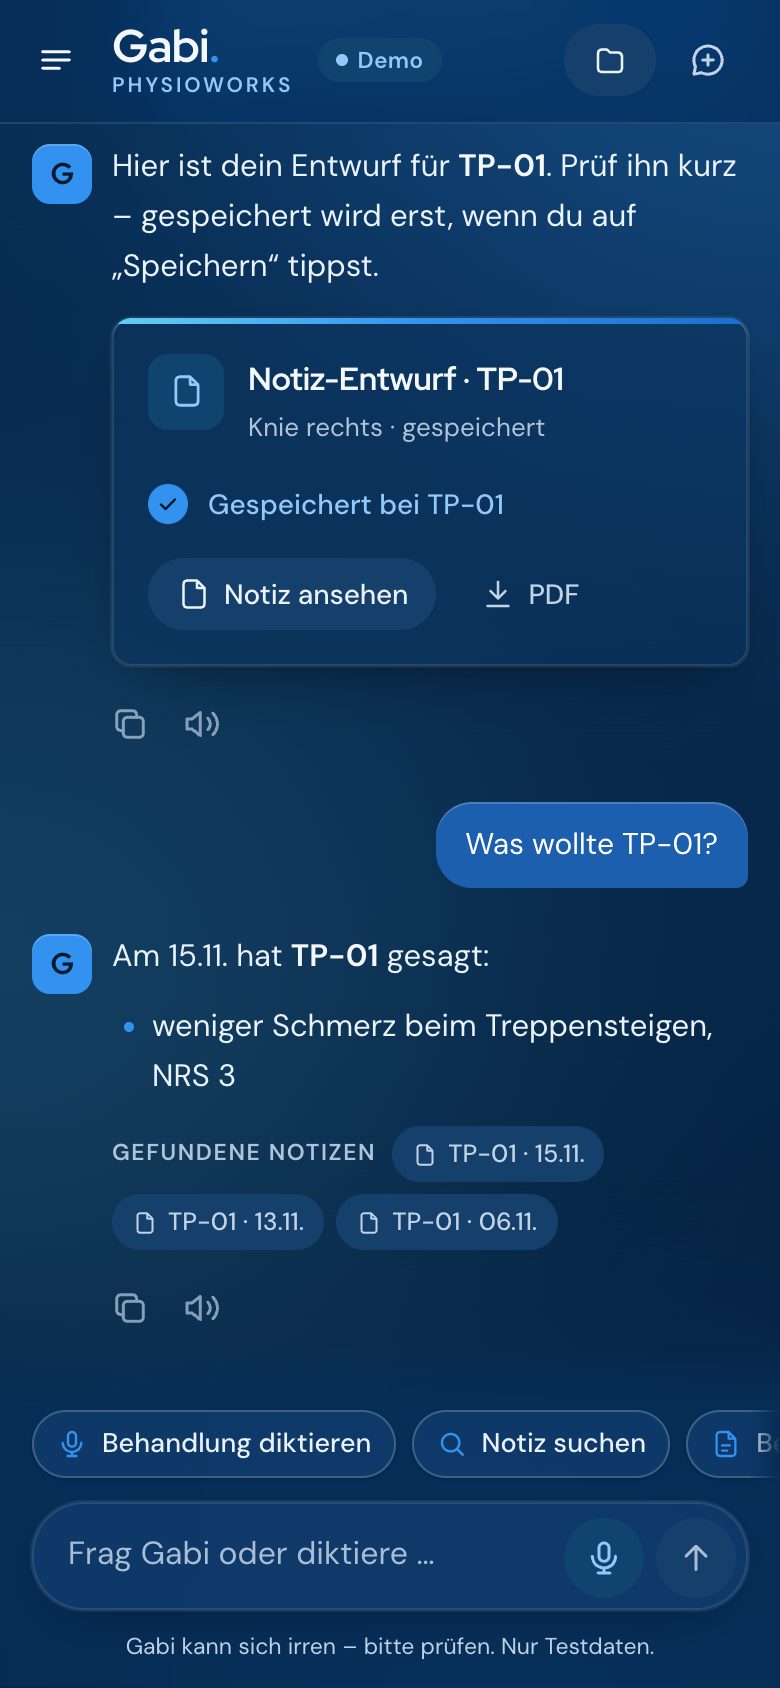 Gabi.
PHYSIOWORKS
Demo
G
Hier ist dein Entwurf für TP-01. Prüf ihn kurz
– gespeichert wird erst, wenn du auf
„Speichern“ tippst.
Notiz-Entwurf · TP-01
Knie rechts · gespeichert
Gespeichert bei TP-01
Notiz ansehen
PDF
Was wollte TP-01?
G
Am 15.11. hat TP-01 gesagt:
• weniger Schmerz beim Treppensteigen,
NRS 3
GEFUNDENE NOTIZEN
TP-01 · 15.11.
TP-01 · 13.11.
TP-01 · 06.11.
Behandlung diktieren
Notiz suchen
Frag Gabi oder diktiere ...
Gabi kann sich irren – bitte prüfen. Nur Testdaten.